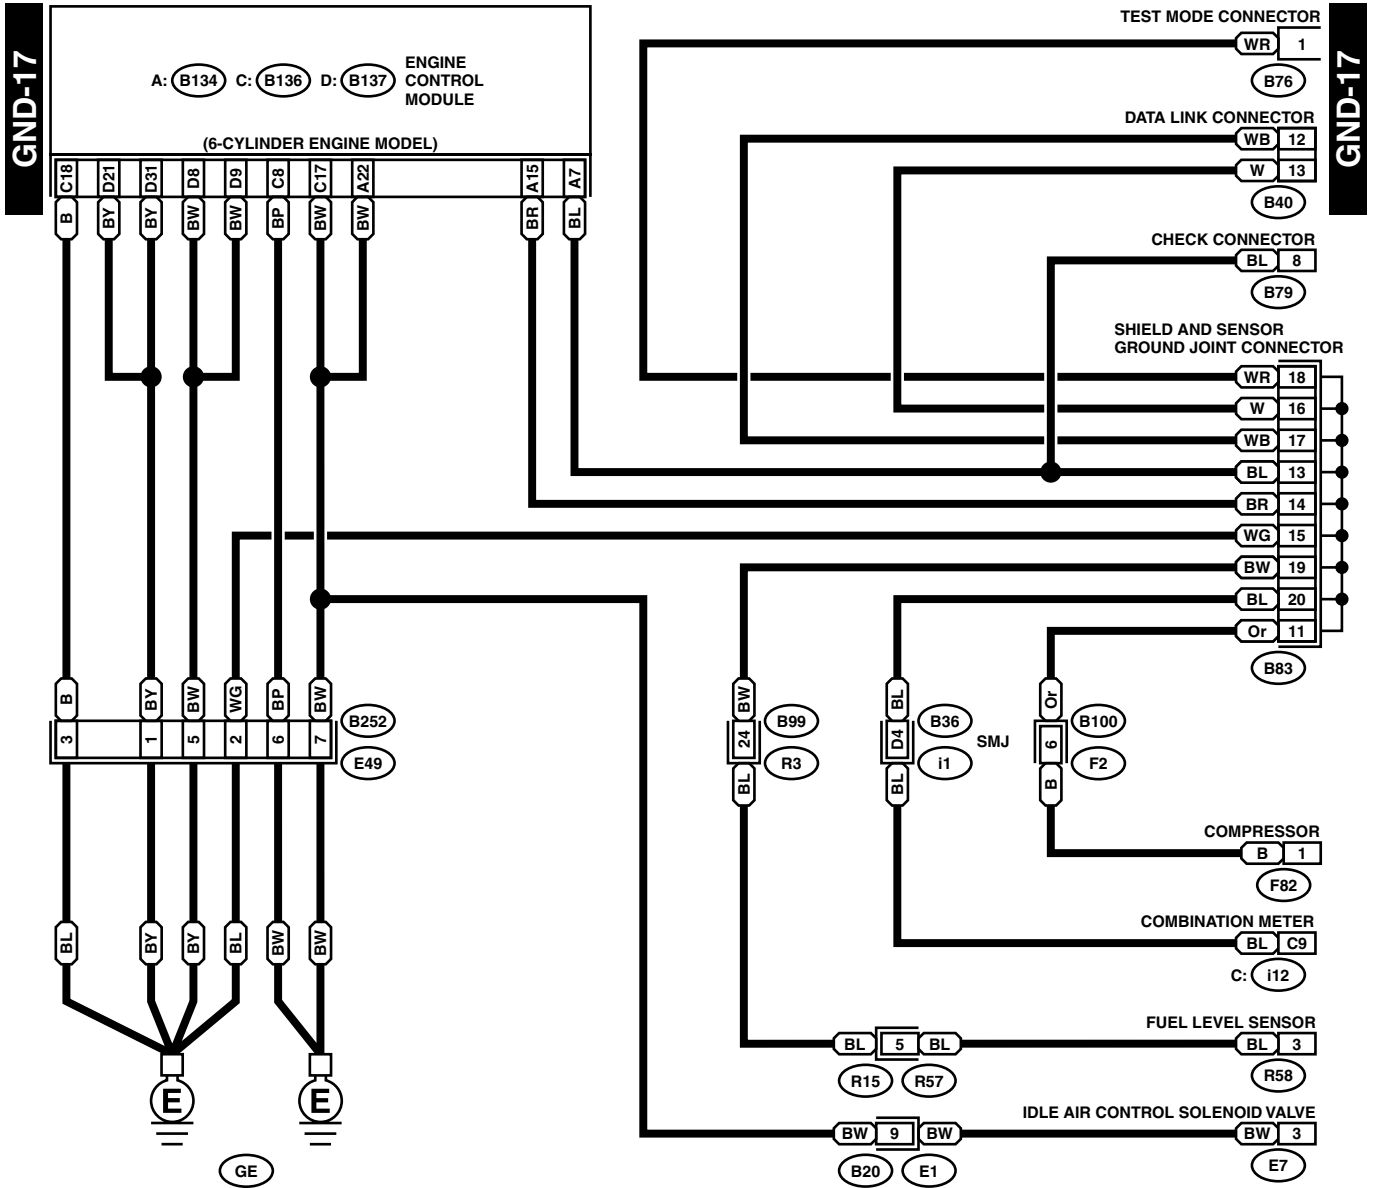 GND-17
TEST MODE CONNECTOR
WR 1
B76
GND-17
A: B134 C: B136 D: B137
ENGINE
CONTROL
MODULE
(6-CYLINDER ENGINE MODEL)
C18 D21 D31 D8 D9 C8 C17 A22 A15 A7
B BY BY BW BW BP BW BW BR BL
DATA LINK CONNECTOR
WB 12
W 13
B40
CHECK CONNECTOR
BL 8
B79
SHIELD AND SENSOR
GROUND JOINT CONNECTOR
WR 18
W 16
WB 17
BL 13
BR 14
WG 15
BW 19
BL 20
Or 11
B83
B BY BW WG BP BW
3 1 5 2 6 7
B252
E49
BW
24
BL
B99
R3
BL
D4
BL
B36
i1
SMJ
Or
6
B
B100
F2
COMPRESSOR
B 1
F82
COMBINATION METER
BL C9
C: i12
BL BY BY BL BW BW
FUEL LEVEL SENSOR
BL 5 BL
BL 3
R15 R57
R58
E E
GE
IDLE AIR CONTROL SOLENOID VALVE
BW 9 BW
BW 3
B20 E1
E7